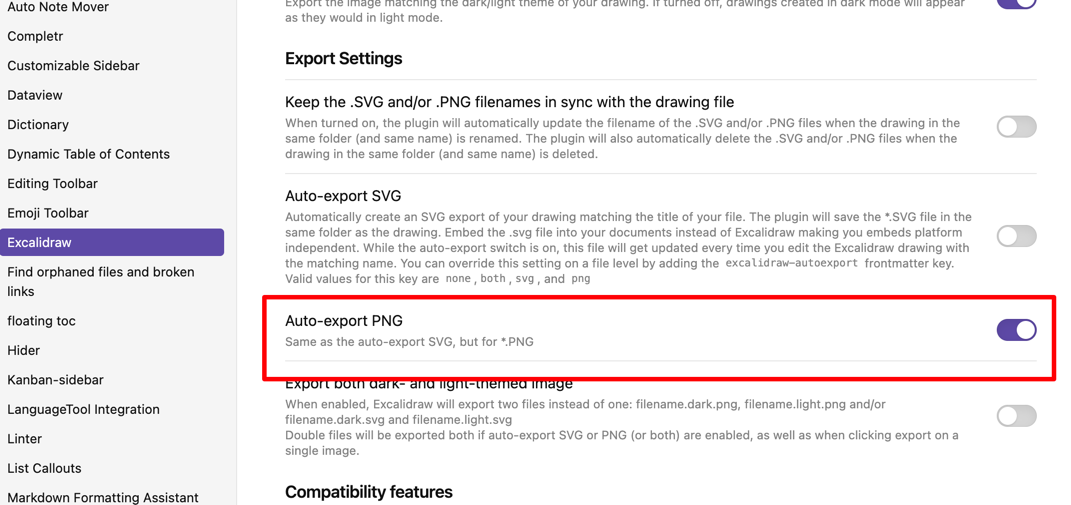 Auto Note Mover
Completr
Customizable Sidebar
Dataview
Dictionary
Dynamic Table of Contents
Editing Toolbar
Emoji Toolbar
Excalidraw
Find orphaned files and broken
links
floating toc
Hider
Kanban-sidebar
LanguageTool Integration
Linter
List Callouts
Markdown Formatting Assistant
Export the image matching the dark/light theme of your drawing. If turned off, drawings created in dark mode will appear
as they would in light mode.
Export Settings
Keep the .SVG and/or .PNG filenames in sync with the drawing file
When turned on, the plugin will automatically update the filename of the .SVG and/or .PNG files when the drawing in the
same folder (and same name) is renamed. The plugin will also automatically delete the .SVG and/or .PNG files when the
drawing in the same folder (and same name) is deleted.
Auto-export SVG
Automatically create an SVG export of your drawing matching the title of your file. The plugin will save the *.SVG file in the
same folder as the drawing. Embed the .svg file into your documents instead of Excalidraw making you embeds platform
independent. While the auto-export switch is on, this file will get updated every time you edit the Excalidraw drawing with
the matching name. You can override this setting on a file level by adding the excalidraw-autoexport frontmatter key.
Valid values for this key are none, both, svg, and png
Auto-export PNG
Same as the auto-export SVG, but for *.PNG
Export both dark- and light-themed image
When enabled, Excalidraw will export two files instead of one: filename.dark.png, filename.light.png and/or
filename.dark.svg and filename.light.svg
Double files will be exported both if auto-export SVG or PNG (or both) are enabled, as well as when clicking export on a
single image.
Compatibility features